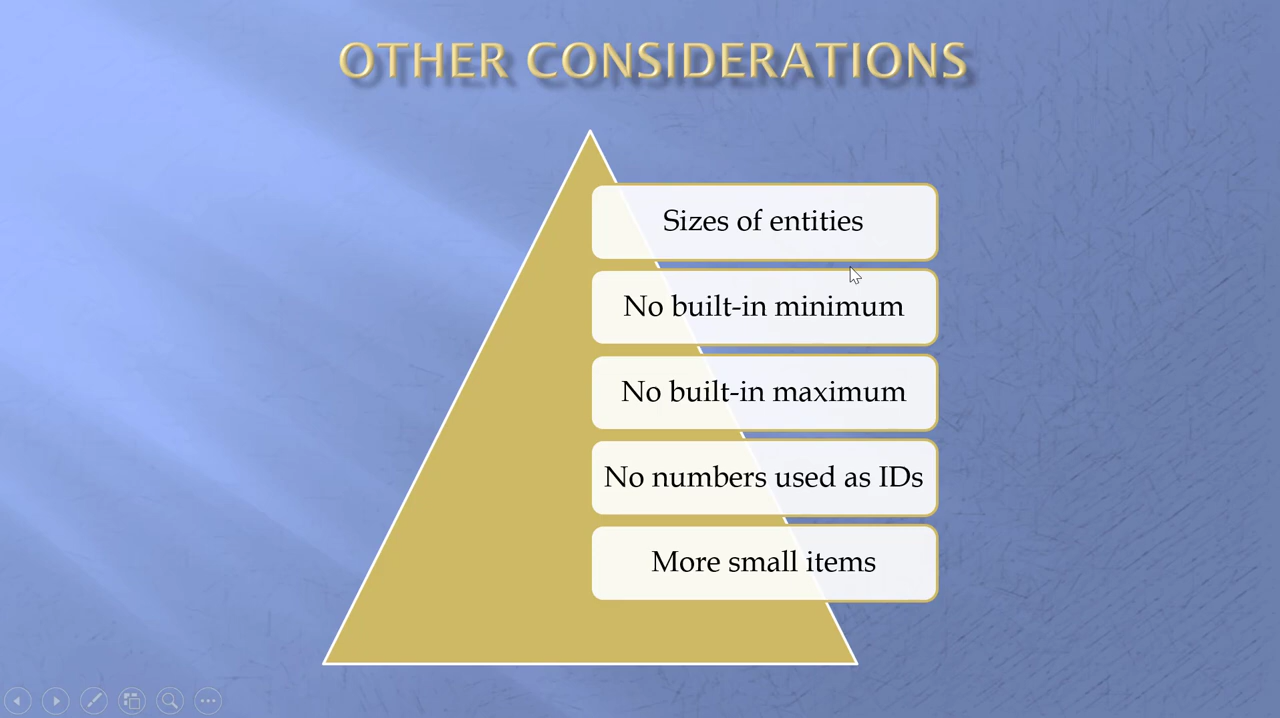 OTHER CONSIDERATIONS
Sizes of entities
No built-in minimum
No built-in maximum
No numbers used as IDs
More small items